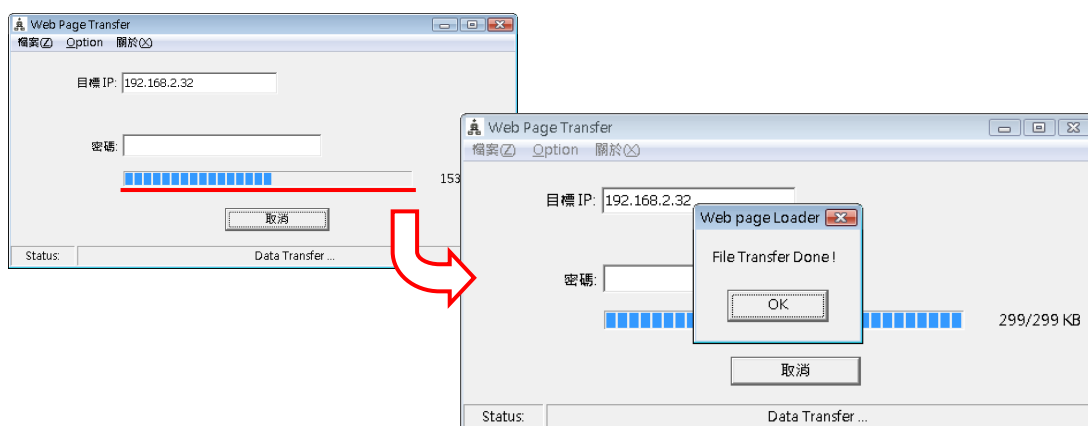 Web Page Transfer
檔案(Z) Option 關於(X)
目標 IP: 192.168.2.32
密碼:
153
取消
Status: Data Transfer ...
Web Page Transfer
檔案(Z) Option 關於(X)
目標 IP: 192.168.2.32
Web page Loader
File Transfer Done !
密碼:
OK
299/299 KB
取消
Status: Data Transfer ...